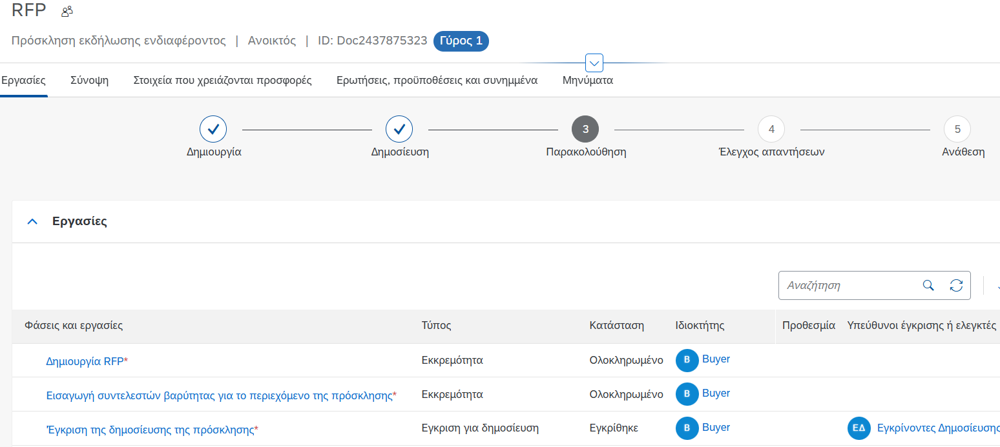 RFP
Πρόσκληση εκδήλωσης ενδιαφέροντος | Ανοικτός | ID: Doc2437875323 Γύρος 1
Εργασίες Σύνοψη Στοιχεία που χρειάζονται προσφορές Ερωτήσεις, προϋποθέσεις και συνημμένα Μηνύματα
3 4 5
Δημιουργία Δημοσίευση Παρακολούθηση Έλεγχος απαντήσεων Ανάθεση
Εργασίες
Αναζήτηση
Φάσεις και εργασίες Τύπος Κατάσταση Ιδιοκτήτης Προθεσμία Υπεύθυνοι έγκρισης ή ελεγκτές
Δημιουργία RFP* Εκκρεμότητα Ολοκληρωμένο B Buyer
Εισαγωγή συντελεστών βαρύτητας για το περιεχόμενο της πρόσκλησης* Εκκρεμότητα Ολοκληρωμένο B Buyer
Έγκριση της δημοσίευσης της πρόσκλησης* Εγκριση για δημοσίευση Εγκρίθηκε B Buyer ΕΔ Εγκρίνοντες Δημοσίευσης